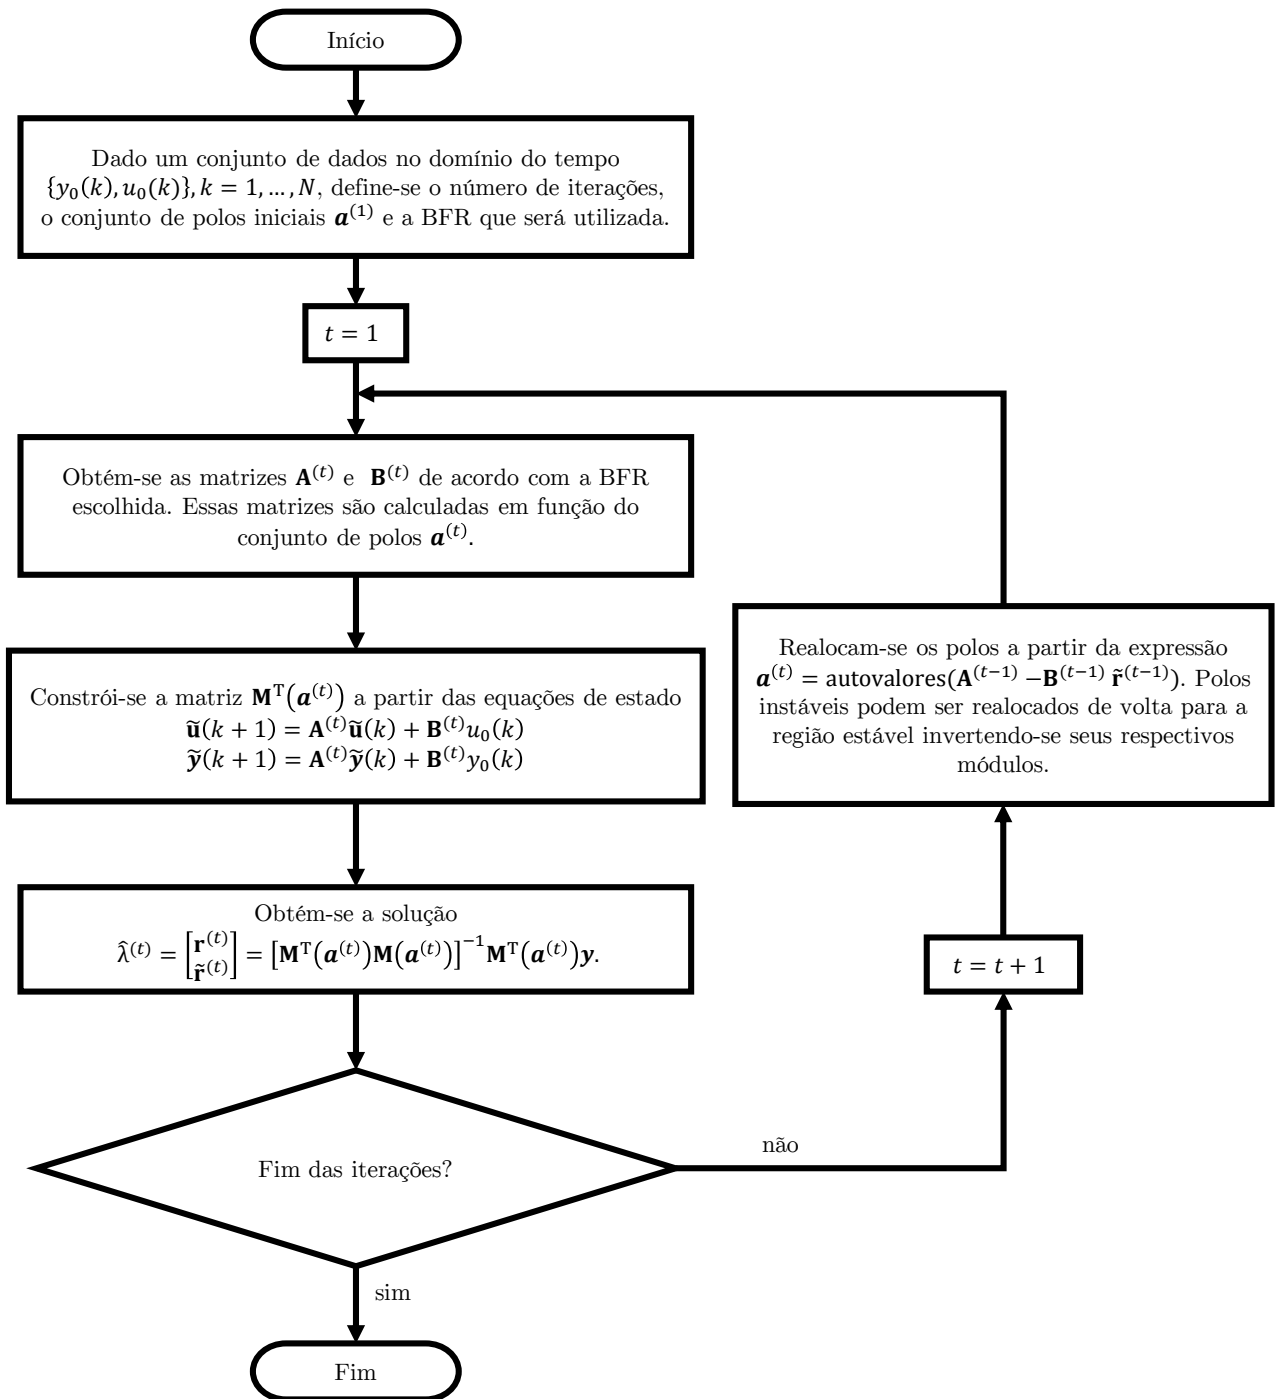 Início
Dado um conjunto de dados no domínio do tempo
{y₀(k), u₀(k)}, k = 1, … , N, define-se o número de iterações,
o conjunto de polos iniciais 𝒂⁽¹⁾ e a BFR que será utilizada.
t = 1
Obtém-se as matrizes 𝐀⁽ᵗ⁾ e 𝐁⁽ᵗ⁾ de acordo com a BFR
escolhida. Essas matrizes são calculadas em função do
conjunto de polos 𝒂⁽ᵗ⁾.
Constrói-se a matriz 𝐌ᵀ(𝒂⁽ᵗ⁾) a partir das equações de estado
𝐮̃(k + 1) = 𝐀⁽ᵗ⁾𝐮̃(k) + 𝐁⁽ᵗ⁾u₀(k)
𝒚̃(k + 1) = 𝐀⁽ᵗ⁾𝒚̃(k) + 𝐁⁽ᵗ⁾y₀(k)
Obtém-se a solução
λ̂⁽ᵗ⁾ = [𝐫⁽ᵗ⁾ 𝐫̃⁽ᵗ⁾] = [𝐌ᵀ(𝒂⁽ᵗ⁾)𝐌(𝒂⁽ᵗ⁾)]⁻¹𝐌ᵀ(𝒂⁽ᵗ⁾)𝒚.
Fim das iterações?
não
t = t + 1
Realocam-se os polos a partir da expressão
𝒂⁽ᵗ⁾ = autovalores(𝐀⁽ᵗ⁻¹⁾ −𝐁⁽ᵗ⁻¹⁾ 𝐫̃⁽ᵗ⁻¹⁾). Polos
instáveis podem ser realocados de volta para a
região estável invertendo-se seus respectivos
módulos.
sim
Fim